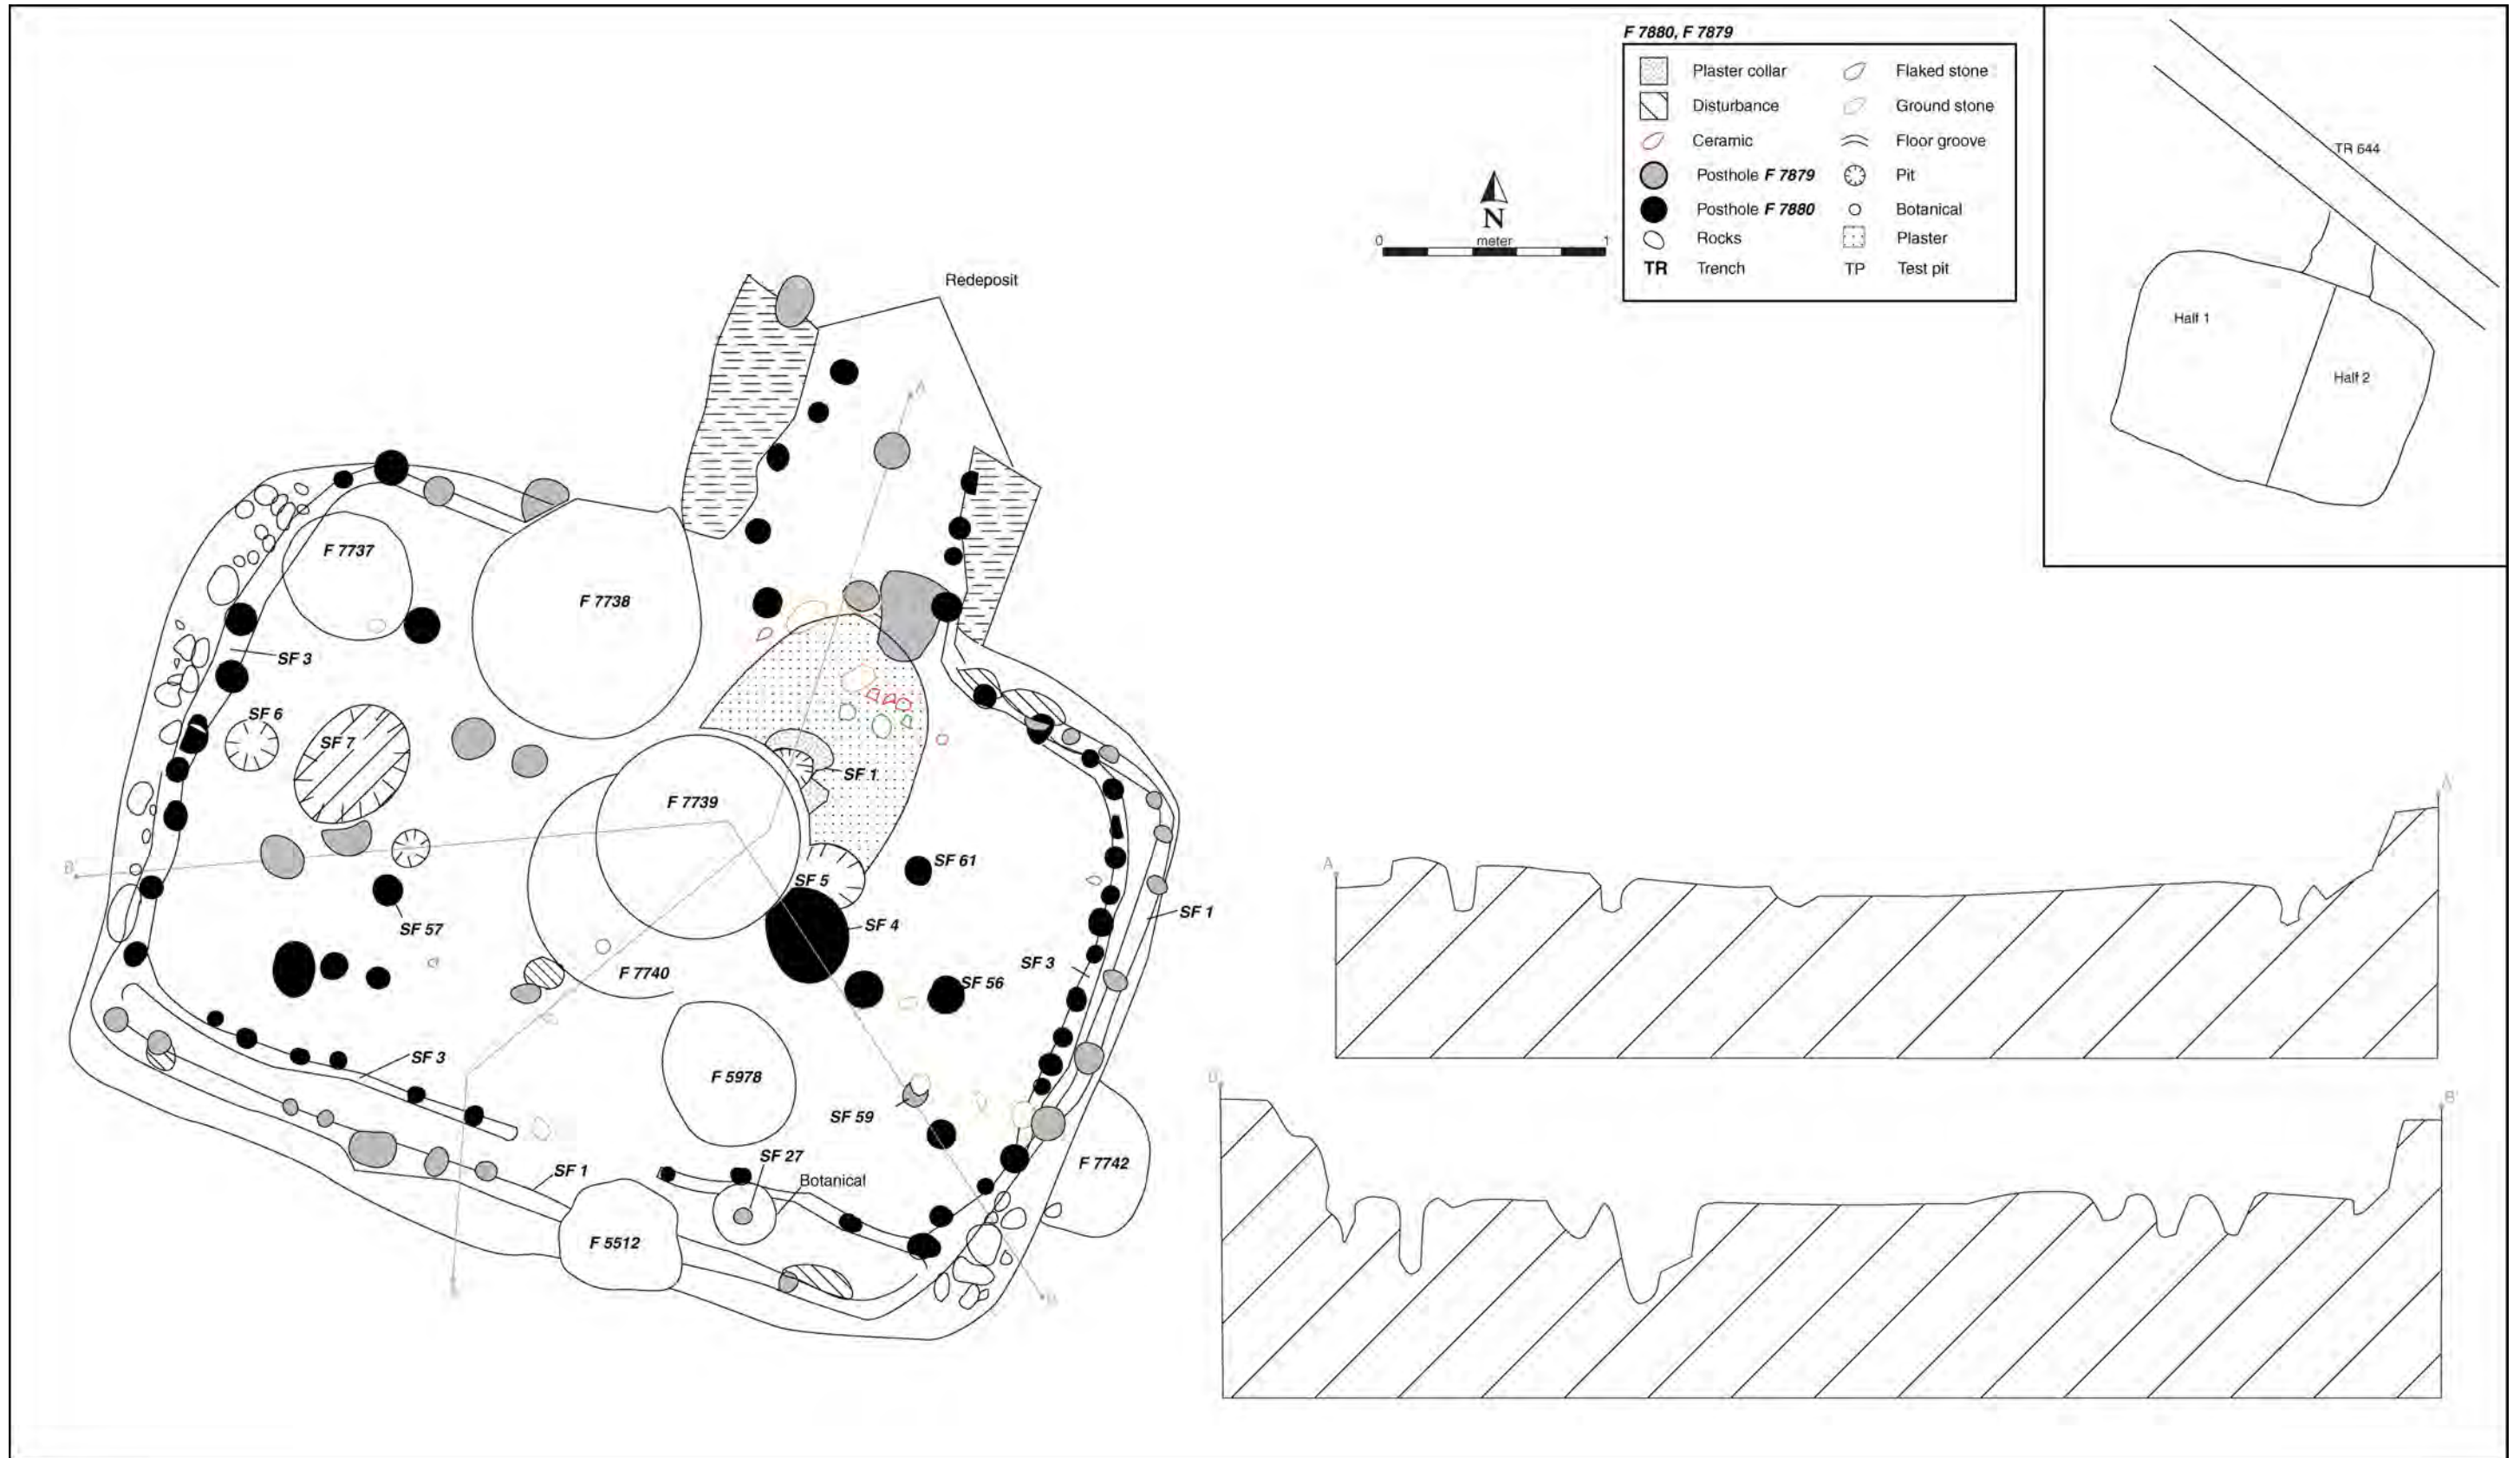 F 7880, F 7879
Plaster collar
Flaked stone
Disturbance
Ground stone
Ceramic
Floor groove
Posthole F 7879
Pit
Posthole F 7880
Botanical
Rocks
Plaster
TR Trench
TP Test pit
N
0 meter 1
TR 644
Half 1
Half 2
Redeposit
A
F 7737
F 7738
SF 3
SF 6
SF 7
SF 1
F 7739
B
SF 61
SF 5
SF 57
SF 4
SF 1
F 7740
SF 3
SF 56
SF 3
F 5978
SF 59
SF 27
F 7742
SF 1
Botanical
F 5512
A
A'
B'